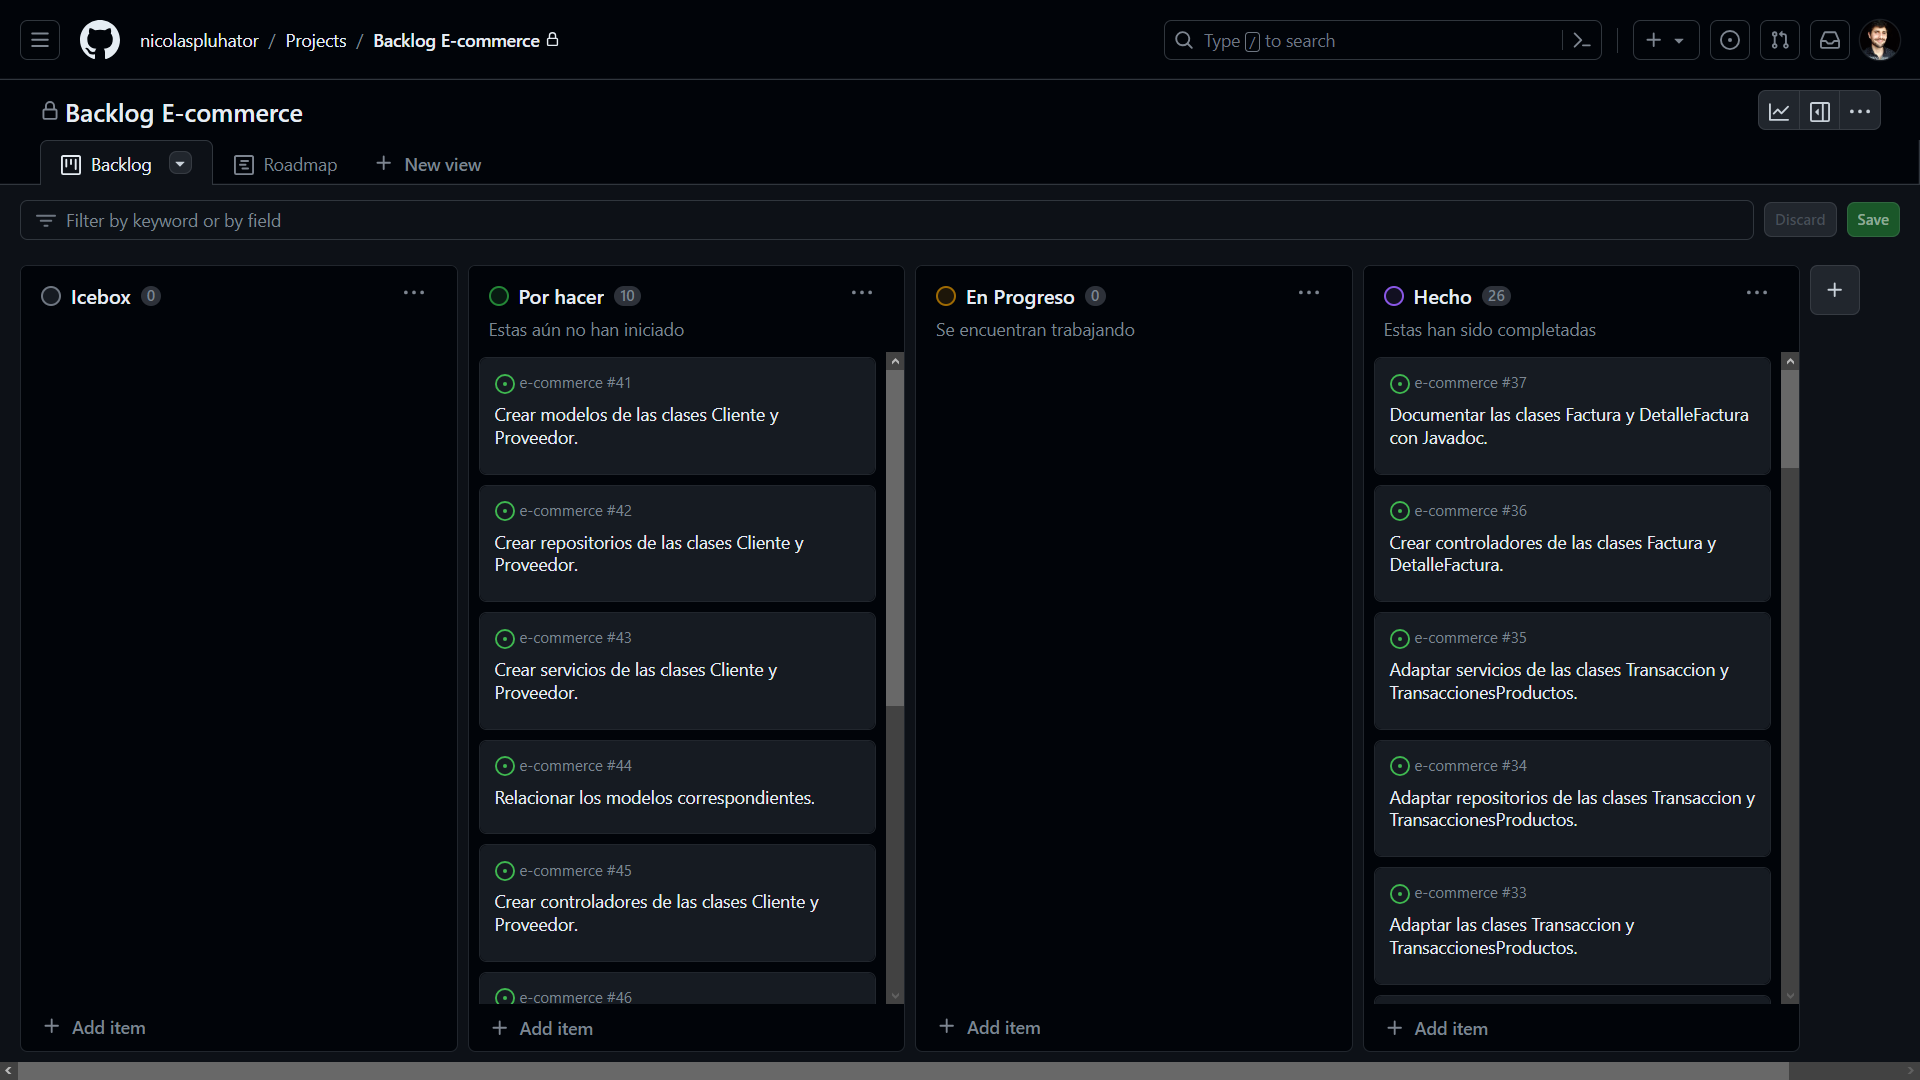 nicolaspluhator / Projects / Backlog E-commerce
Type / to search
Backlog E-commerce
Backlog
Roadmap
New view
Filter by keyword or by field
Discard
Save
Icebox 0
Add item
Por hacer 10
Estas aún no han iniciado
e-commerce #41
Crear modelos de las clases Cliente y
Proveedor.
e-commerce #42
Crear repositorios de las clases Cliente y
Proveedor.
e-commerce #43
Crear servicios de las clases Cliente y
Proveedor.
e-commerce #44
Relacionar los modelos correspondientes.
e-commerce #45
Crear controladores de las clases Cliente y
Proveedor.
e-commerce #46
Add item
En Progreso 0
Se encuentran trabajando
Add item
Hecho 26
Estas han sido completadas
e-commerce #37
Documentar las clases Factura y DetalleFactura
con Javadoc.
e-commerce #36
Crear controladores de las clases Factura y
DetalleFactura.
e-commerce #35
Adaptar servicios de las clases Transaccion y
TransaccionesProductos.
e-commerce #34
Adaptar repositorios de las clases Transaccion y
TransaccionesProductos.
e-commerce #33
Adaptar las clases Transaccion y
TransaccionesProductos.
Add item